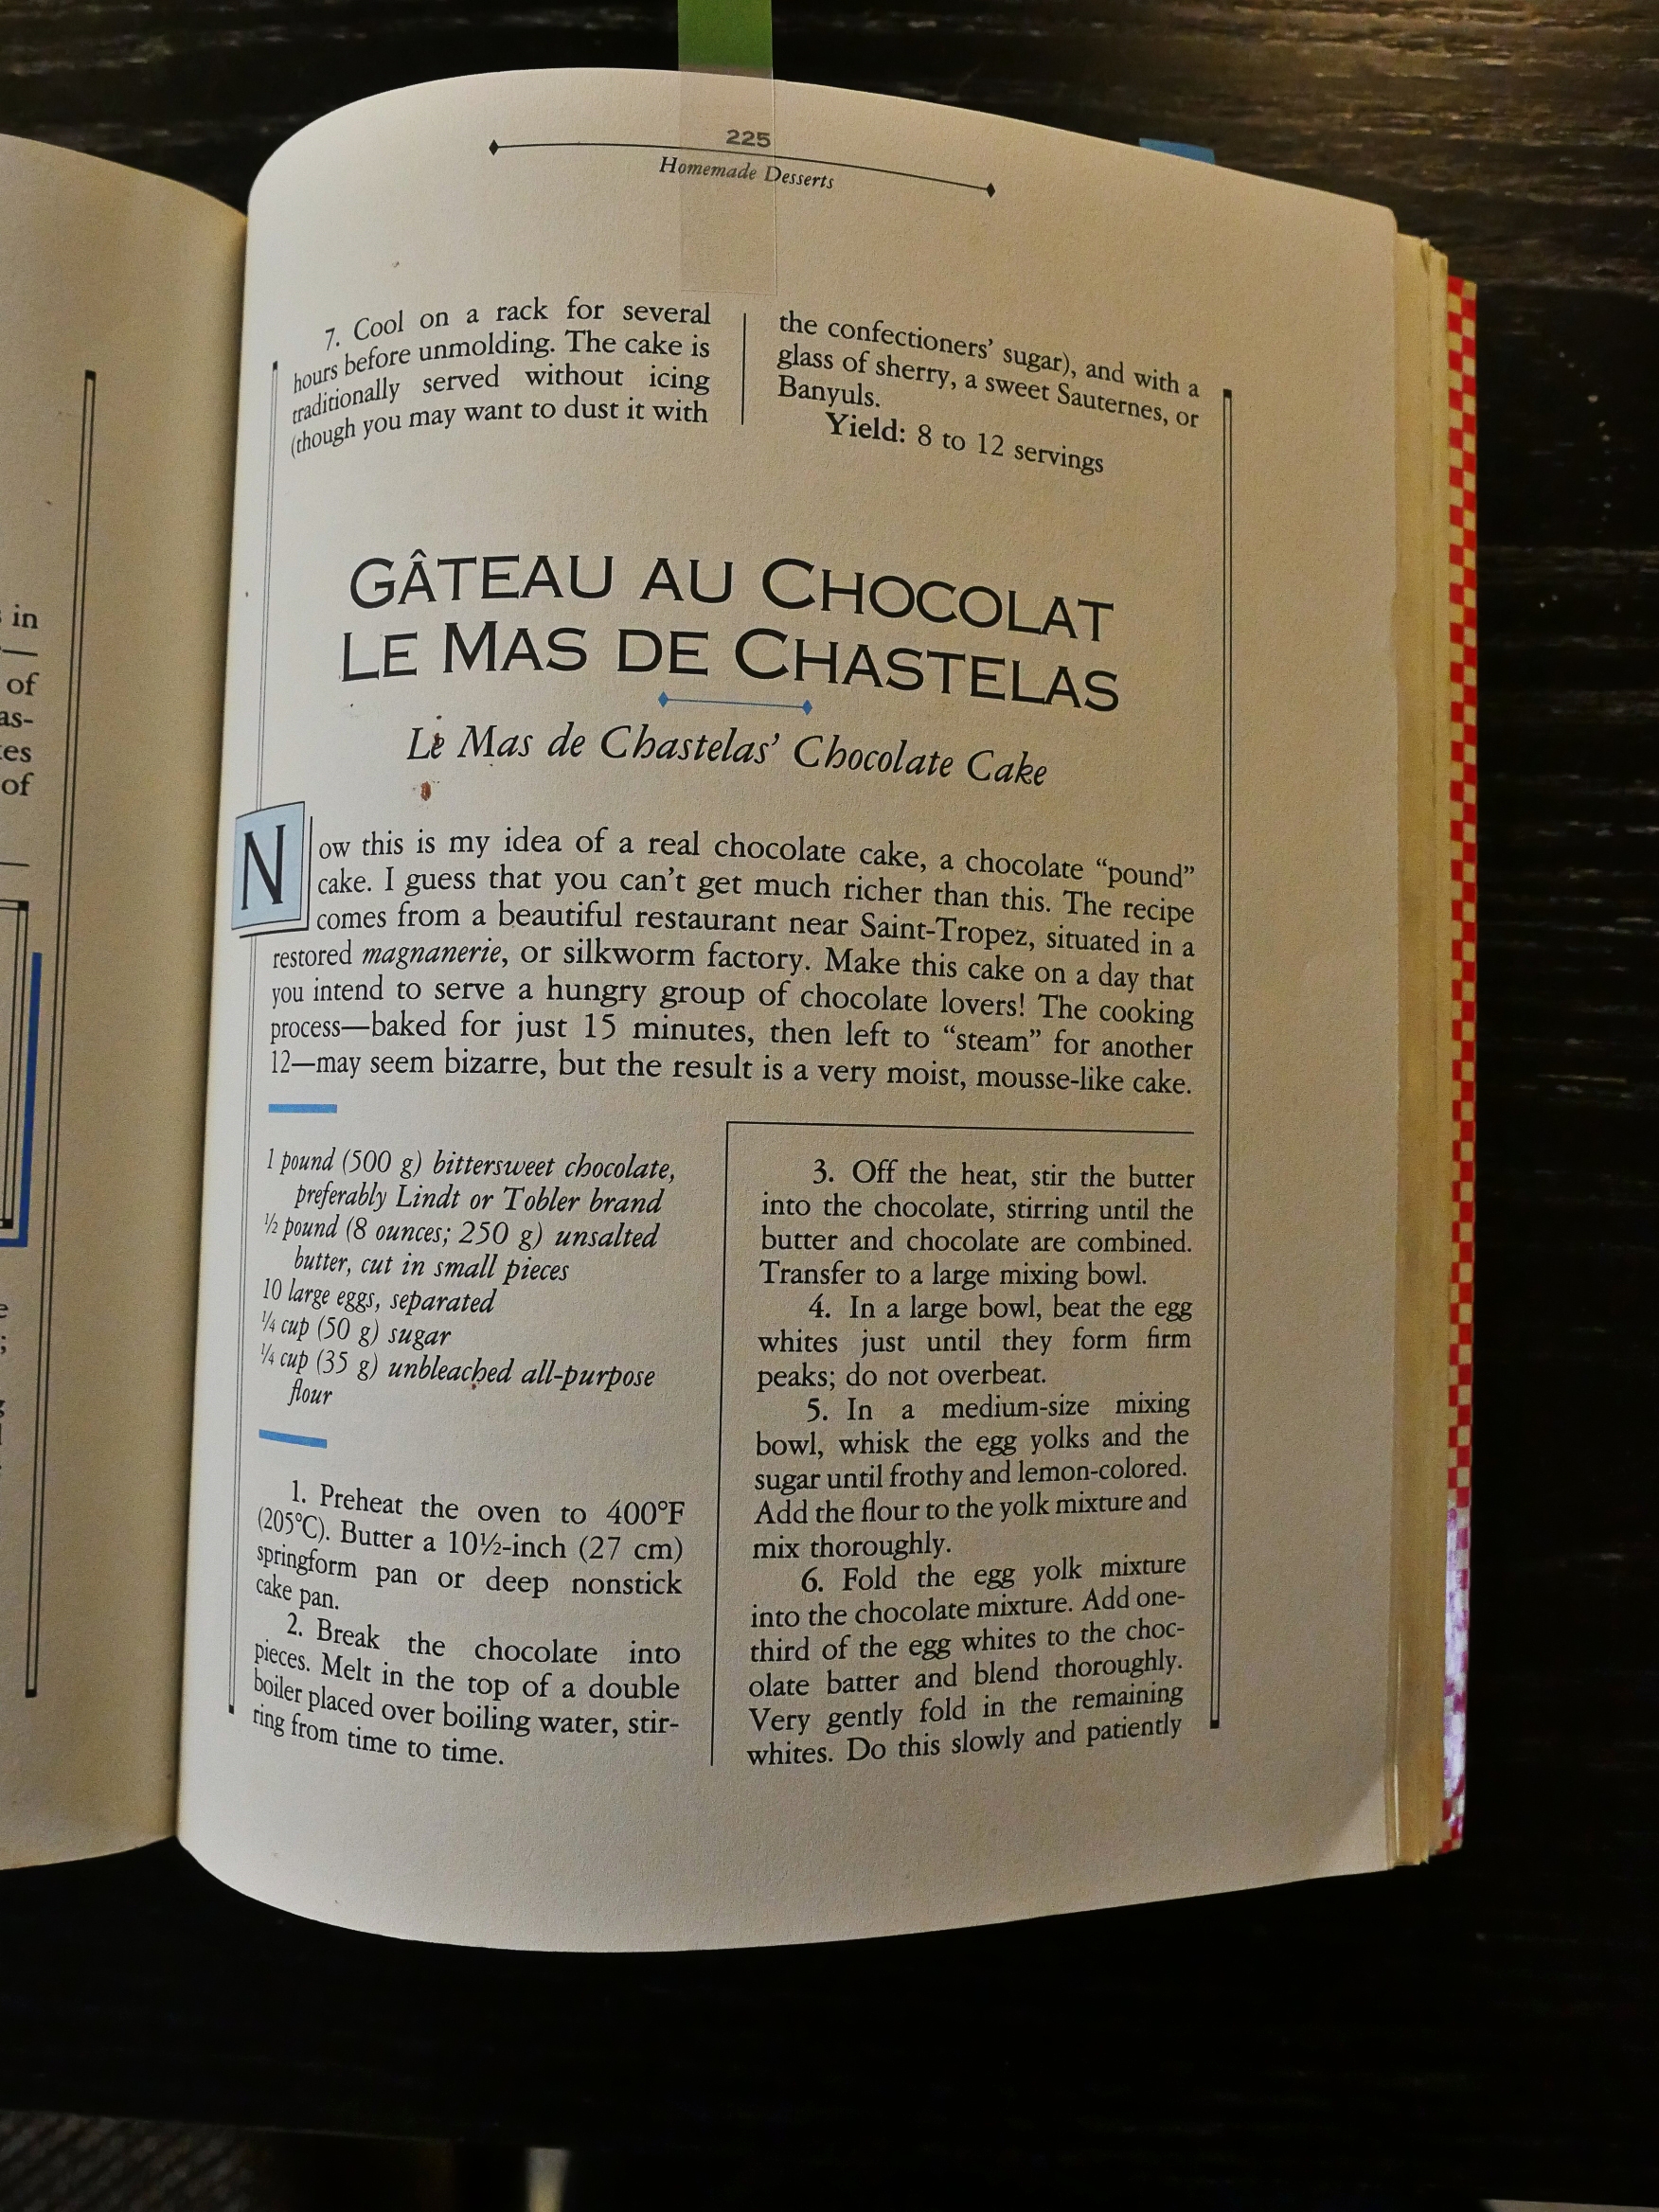 in
of
as-
tes
of
225
Homemade Desserts
7. Cool on a rack for several
hours before unmolding. The cake is
traditionally served without icing
(though you may want to dust it with
the confectioners' sugar), and with a
glass of sherry, a sweet Sauternes, or
Banyuls.
Yield: 8 to 12 servings
GÂTEAU AU CHOCOLAT
LE MAS DE CHASTELAS
Le Mas de Chastelas' Chocolate Cake
Now this is my idea of a real chocolate cake, a chocolate “pound”
cake. I guess that you can't get much richer than this. The recipe
comes from a beautiful restaurant near Saint-Tropez, situated in a
restored magnanerie, or silkworm factory. Make this cake on a day that
you intend to serve a hungry group of chocolate lovers! The cooking
process—baked for just 15 minutes, then left to “steam” for another
12—may seem bizarre, but the result is a very moist, mousse-like cake.
1 pound (500 g) bittersweet chocolate,
preferably Lindt or Tobler brand
½ pound (8 ounces; 250 g) unsalted
butter, cut in small pieces
10 large eggs, separated
¼ cup (50 g) sugar
¼ cup (35 g) unbleached all-purpose
flour
1. Preheat the oven to 400°F
(205°C). Butter a 10½-inch (27 cm)
springform pan or deep nonstick
cake pan.
2. Break the chocolate into
pieces. Melt in the top of a double
boiler placed over boiling water, stir-
ring from time to time.
3. Off the heat, stir the butter
into the chocolate, stirring until the
butter and chocolate are combined.
Transfer to a large mixing bowl.
4. In a large bowl, beat the egg
whites just until they form firm
peaks; do not overbeat.
5. In a medium-size mixing
bowl, whisk the egg yolks and the
sugar until frothy and lemon-colored.
Add the flour to the yolk mixture and
mix thoroughly.
6. Fold the egg yolk mixture
into the chocolate mixture. Add one-
third of the egg whites to the choc-
olate batter and blend thoroughly.
Very gently fold in the remaining
whites. Do this slowly and patiently